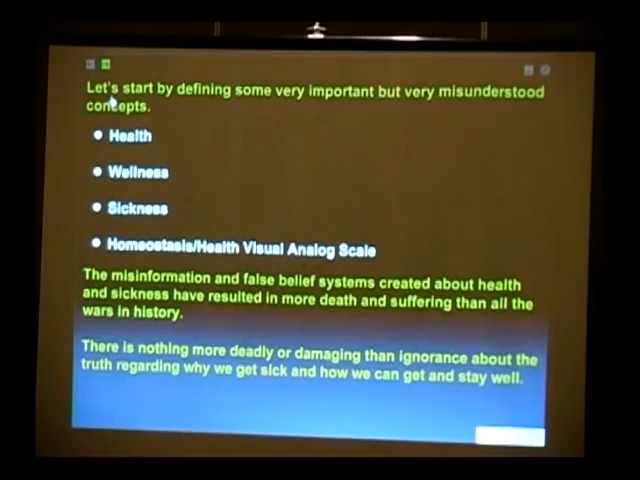 Let's start by defining some very important but very misunderstood
concepts.
Health
Wellness
Sickness
Homeostasis/Health Visual Analog Scale
The misinformation and false belief systems created about health
and sickness have resulted in more death and suffering than all the
wars in history.
There is nothing more deadly or damaging than ignorance about the
truth regarding why we get sick and how we can get and stay well.